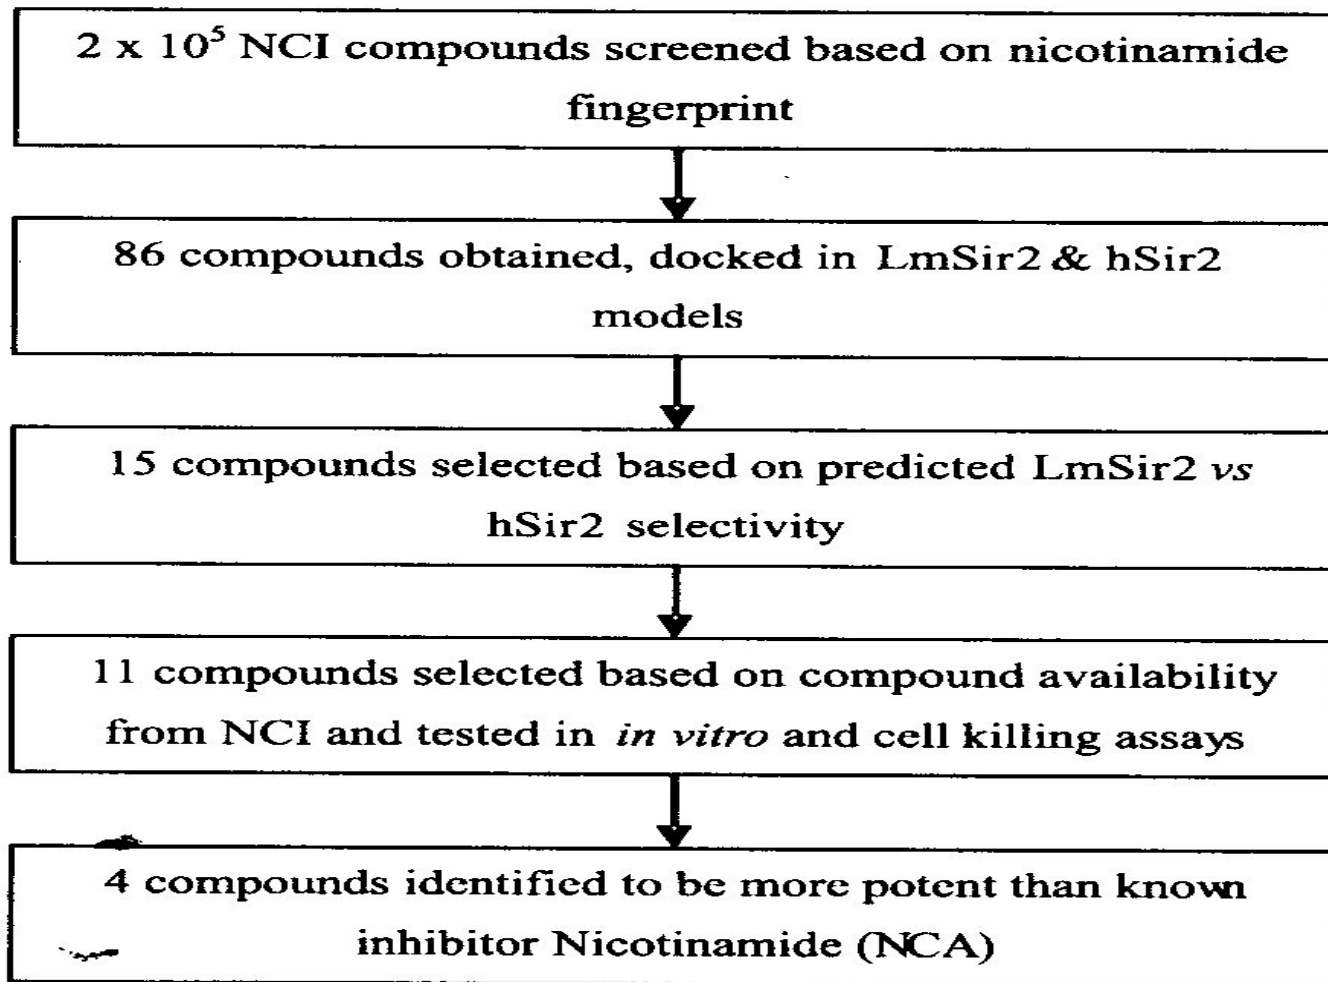 2 x 10⁵ NCI compounds screened based on nicotinamide
fingerprint
86 compounds obtained, docked in LmSir2 & hSir2
models
15 compounds selected based on predicted LmSir2 vs
hSir2 selectivity
11 compounds selected based on compound availability
from NCI and tested in in vitro and cell killing assays
4 compounds identified to be more potent than known
inhibitor Nicotinamide (NCA)